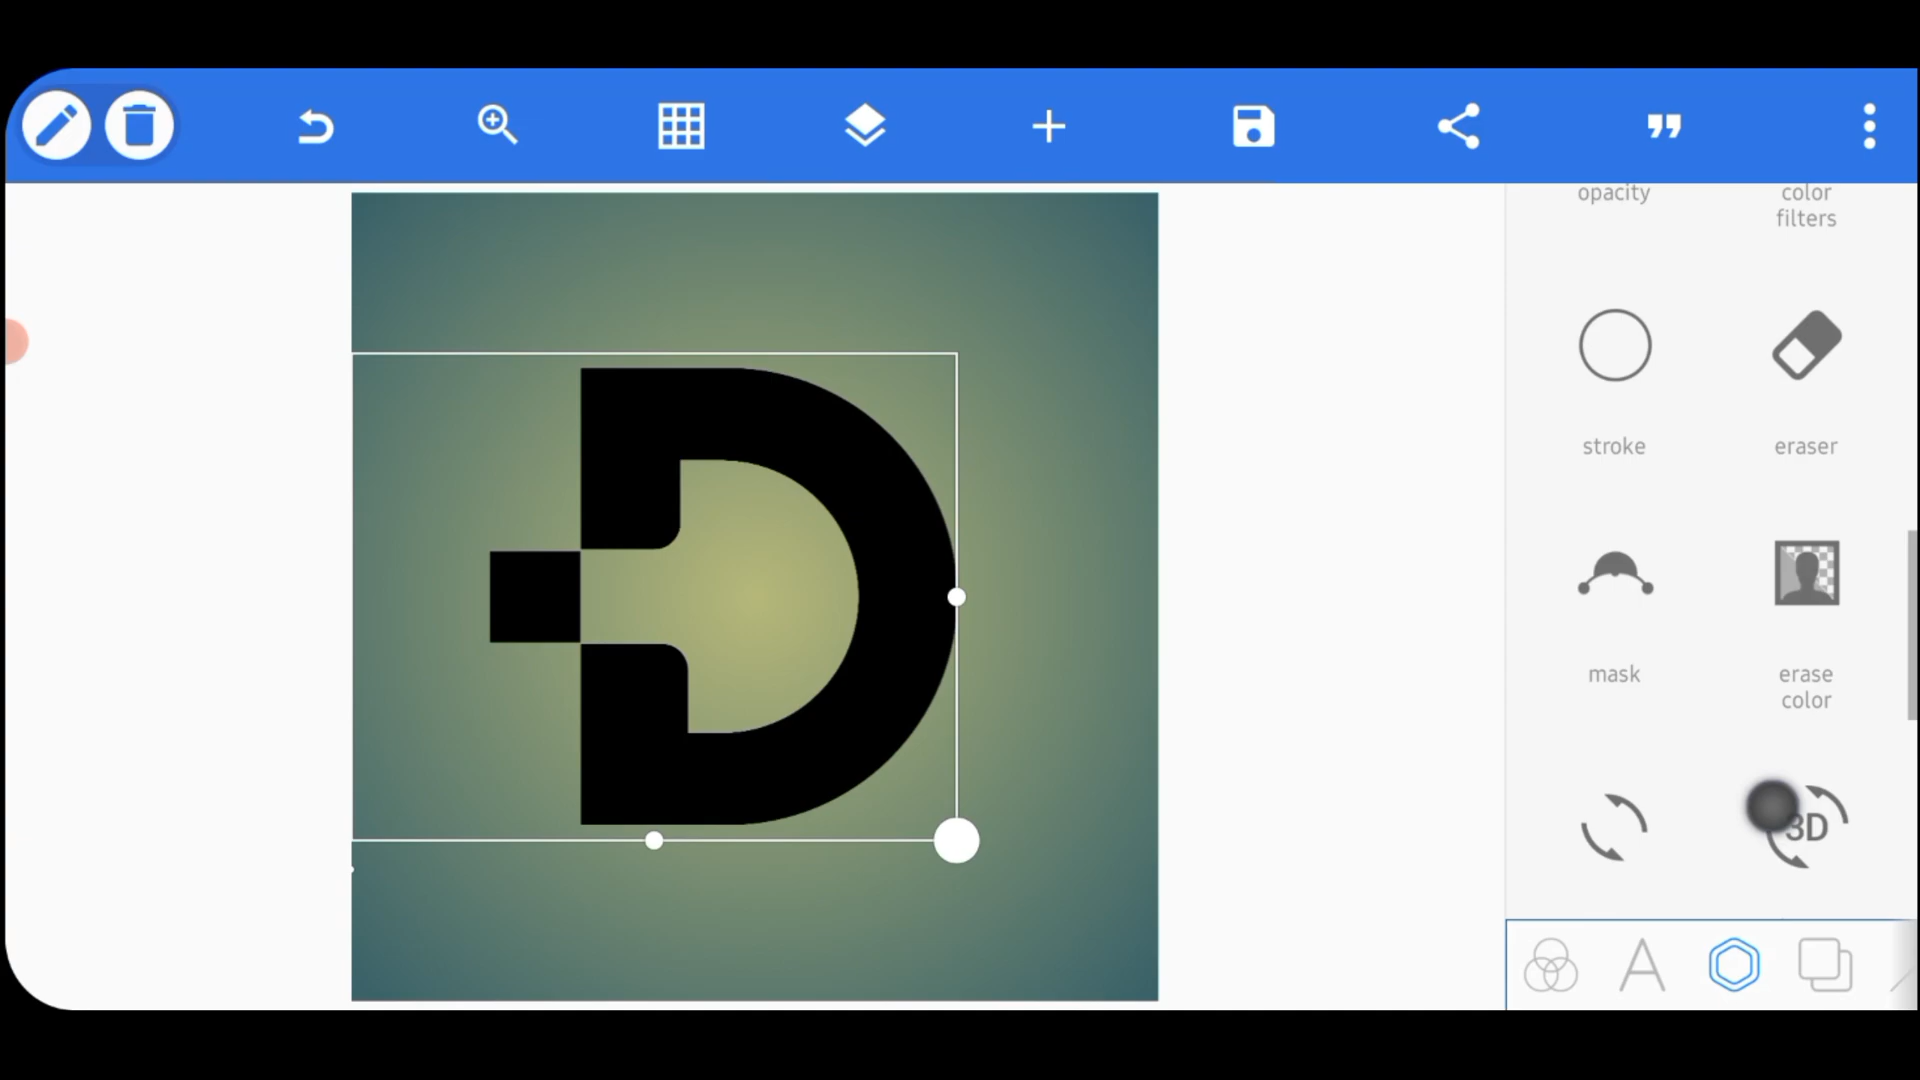 opacity
color
filters
stroke
eraser
mask
erase
color
3D
D